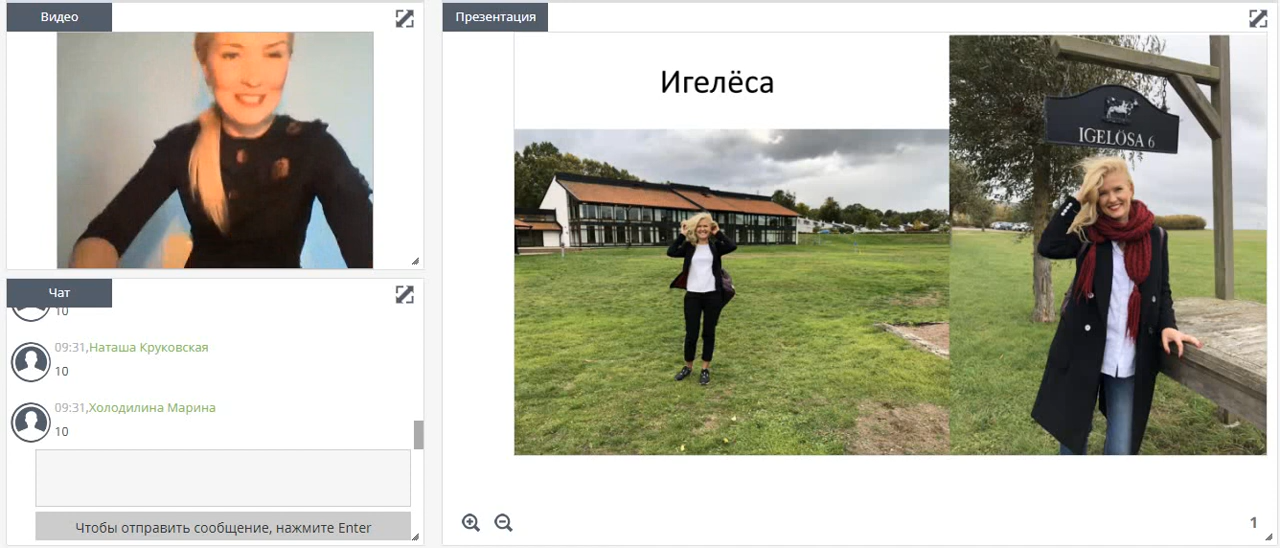 Видео
Презентация
Игелёса
IGELÖSA 6
Чат
10
09:31,Наташа Круковская
10
09:31,Холодилина Марина
10
Чтобы отправить сообщение, нажмите Enter
1